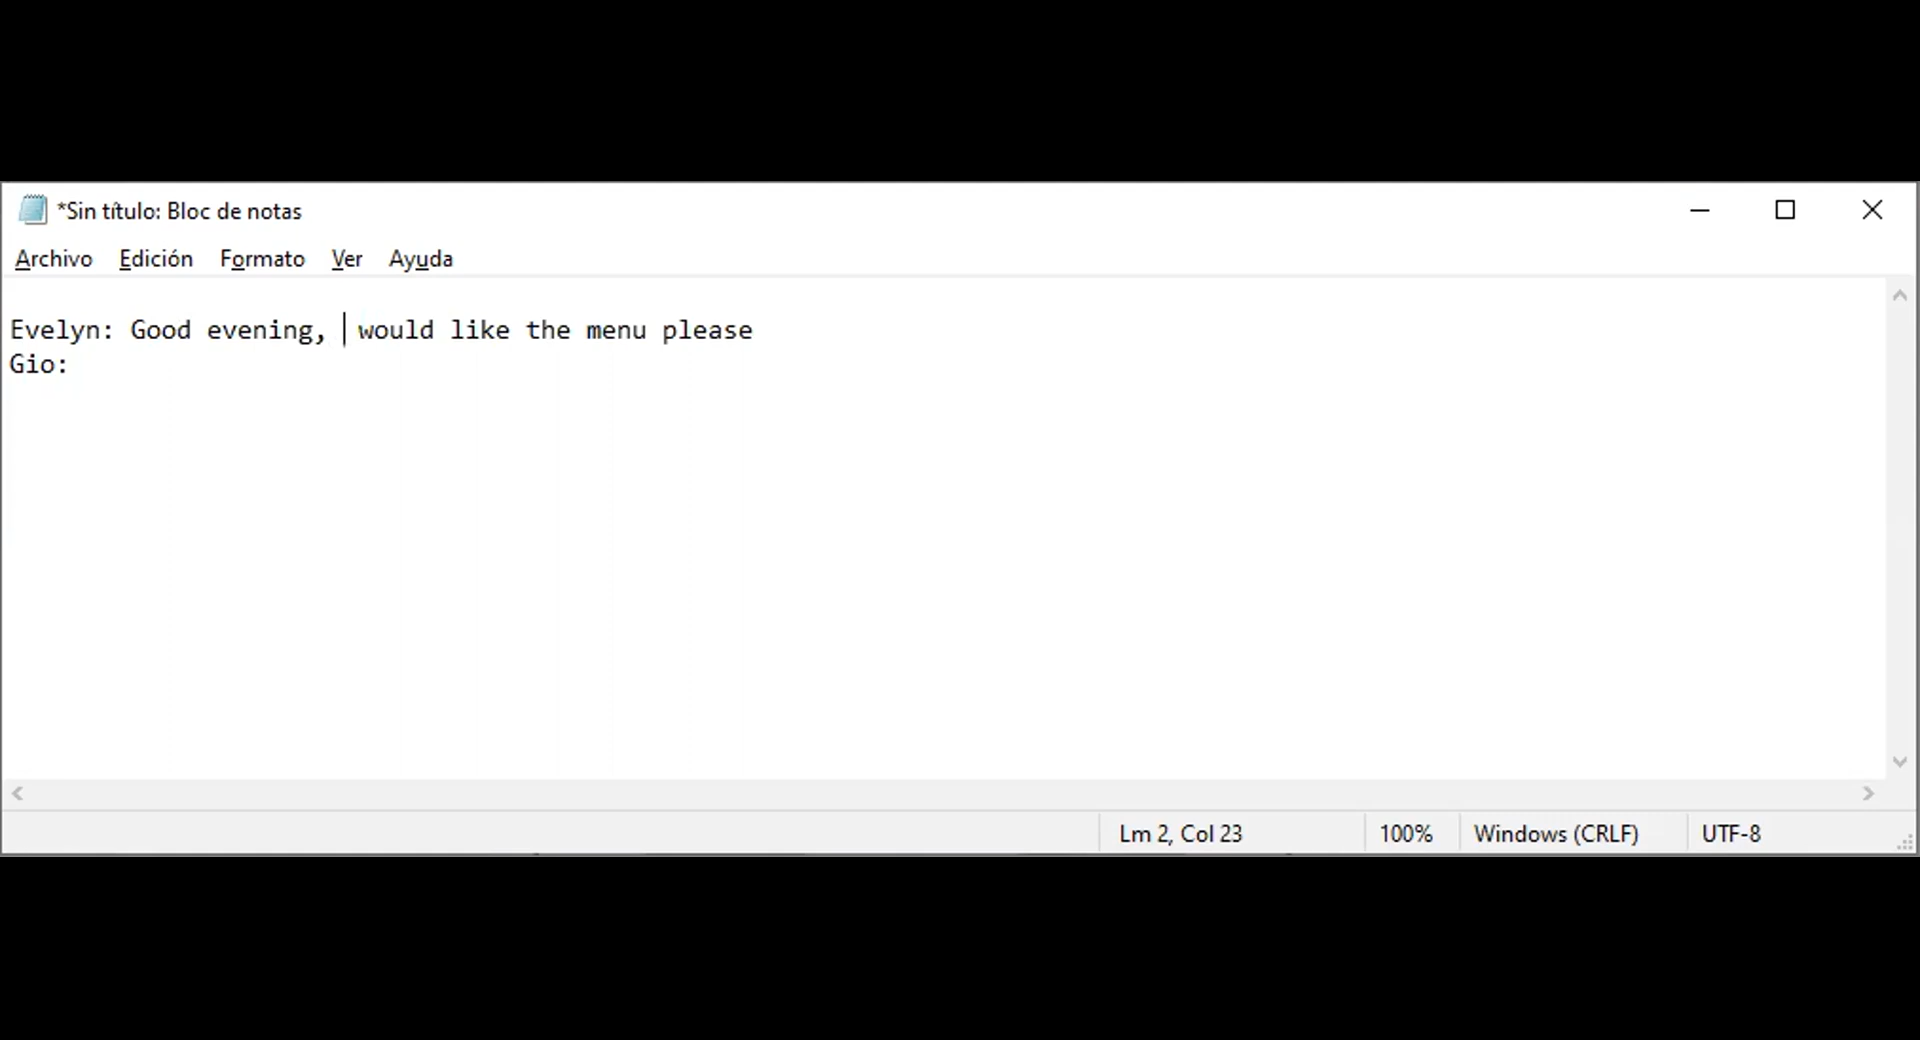 *Sin título: Bloc de notas
Archivo Edición Formato Ver Ayuda
Evelyn: Good evening,  would like the menu please
Gio:
Lm 2, Col 23 100% Windows (CRLF) UTF-8